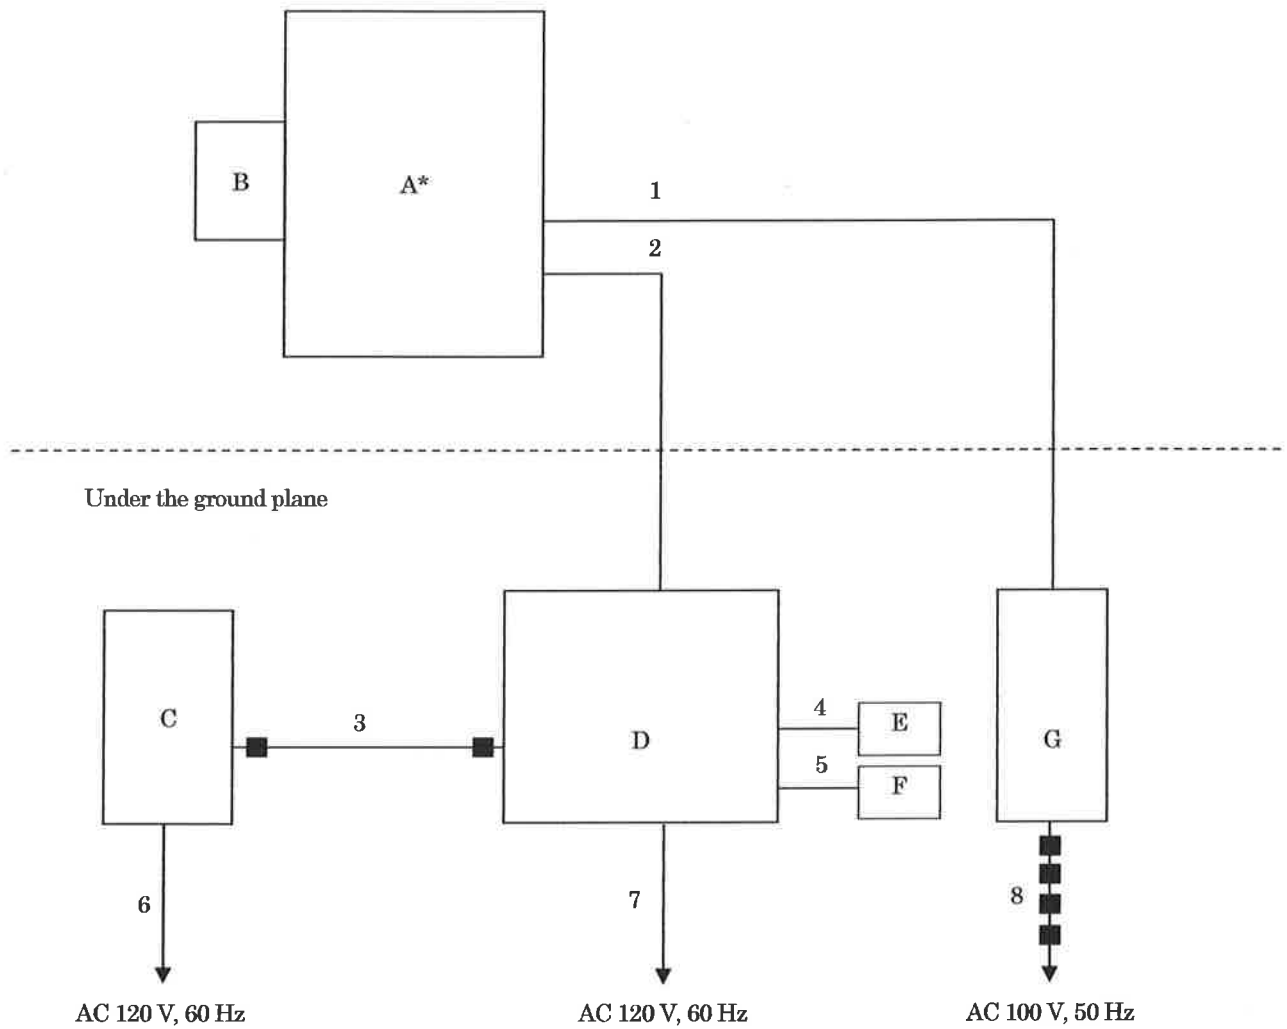 B
A*
1
2
Under the ground plane
C
3
D
4
E
5
F
G
6
7
8
AC 120 V, 60 Hz
AC 120 V, 60 Hz
AC 100 V, 50 Hz